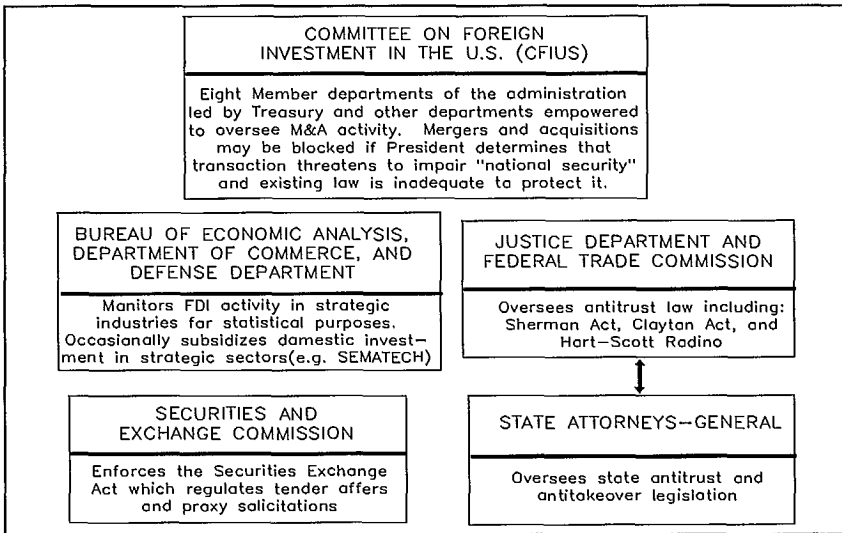 COMMITTEE ON FOREIGN
INVESTMENT IN THE U.S. (CFIUS)
Eight Member departments of the administration
led by Treasury and other departments empowered
to oversee M&A activity. Mergers and acquisitions
may be blocked if President determines that
transaction threatens to impair "national security"
and existing law is inadequate ta protect it.
BUREAU OF ECONOMIC ANALYSIS,
DEPARTMENT OF COMMERCE, AND
DEFENSE DEPARTMENT
Manitors FDI activity in strategic
industries far statistical purposes.
Occasionally subsidizes damestic invest-
ment in strategic sectors(e.g. SEMATECH)
JUSTICE DEPARTMENT AND
FEDERAL TRADE COMMISSION
Oversees antitrust law including:
Sherman Act, Claytan Act, and
Hart-Scott Radino
SECURITIES AND
EXCHANGE COMMISSION
Enforces the Securities Exchange
Act which regulates tender affers
and proxy salicitations
STATE ATTORNEYS-GENERAL
Oversees state antitrust and
antitakeover legislation